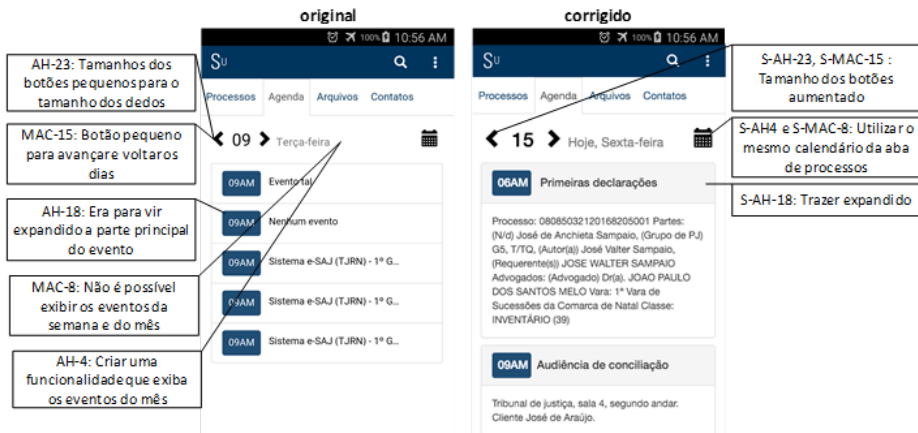 original
corrigido
100% 10:56 AM
SU
Processos Agenda Arquivos Contatos
09 Terça-feira
09AM Evento tal
09AM Nenhum evento
09AM Sistema e-SAJ (TJRN) - 1º G...
09AM Sistema e-SAJ (TJRN) - 1º G...
09AM Sistema e-SAJ (TJRN) - 1º G...
AH-23: Tamanhos dos
botões pequenos para o
tamanho dos dedos
MAC-15: Botão pequeno
para avançar e voltar os
dias
AH-18: Era para vir
expandido a parte principal
do evento
MAC-8: Não é possível
exibir os eventos da
semana e do mês
AH-4: Criar uma
funcionalidade que exiba
os eventos do mês
100% 10:56 AM
SU
Processos Agenda Arquivos Contatos
15 Hoje, Sexta-feira
06AM Primeiras declarações
Processo: 08085032120168205001 Partes:
(N/d) José de Anchieta Sampaio, (Grupo de PJ)
G5, T/TQ, (Autor(a)) José Valter Sampaio,
(Requerente(s)) JOSE WALTER SAMPAIO
Advogados: (Advogado) Dr(a). JOAO PAULO
DOS SANTOS MELO Vara: 1ª Vara de
Sucessões da Comarca de Natal Classe:
INVENTÁRIO (39)
09AM Audiência de conciliação
Tribunal de justiça, sala 4, segundo andar.
Cliente José de Araújo.
S-AH-23, S-MAC-15 :
Tamanho dos botões
aumentado
S-AH4 e S-MAC-8: Utilizar o
mesmo calendário da aba
de processos
S-AH-18: Trazer expandido